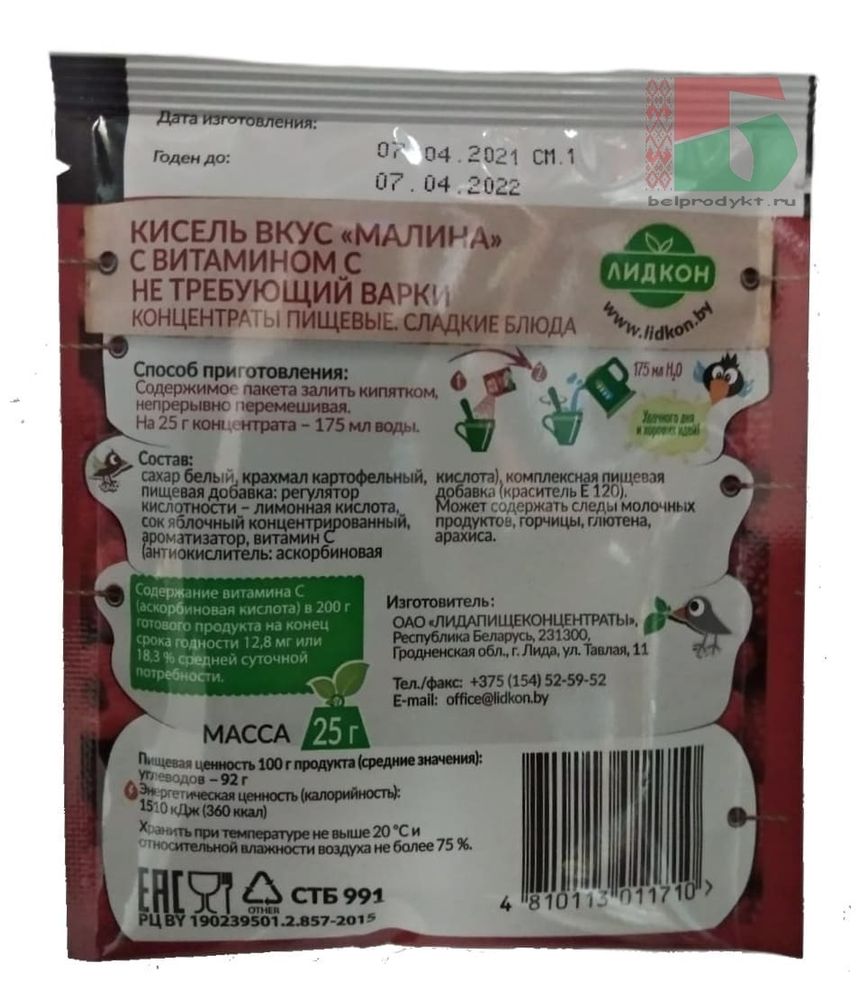 Дата изготовления:
Годен до:
07 04.2021 СМ.1
07.04.2022
belprodykt.ru
КИСЕЛЬ ВКУС «МАЛИНА»
С ВИТАМИНОМ С
НЕ ТРЕБУЮЩИЙ ВАРКИ
КОНЦЕНТРАТЫ ПИЩЕВЫЕ. СЛАДКИЕ БЛЮДА
ЛИДКОН
www.lidkon.by
Способ приготовления:
Содержимое пакета залить кипятком,
непрерывно перемешивая.
На 25 г концентрата – 175 мл воды.
1
2
175 мл H₂O
Удачного дня
и хороших идей!
Состав:
сахар белый, крахмал картофельный,
пищевая добавка: регулятор
кислотности – лимонная кислота,
сок яблочный концентрированный,
ароматизатор, витамин С
(антиокислитель: аскорбиновая
кислота), комплексная пищевая
добавка (краситель Е 120).
Может содержать следы молочных
продуктов, горчицы, глютена,
арахиса.
Содержание витамина С
(аскорбиновая кислота) в 200 г
готового продукта на конец
срока годности 12,8 мг или
18,3 % средней суточной
потребности.
Изготовитель:
ОАО «ЛИДАПИЩЕКОНЦЕНТРАТЫ»,
Республика Беларусь, 231300,
Гродненская обл., г. Лида, ул. Тавлая, 11
Тел./факс: +375 (154) 52-59-52
E-mail: office@lidkon.by
МАССА 25 г
Пищевая ценность 100 г продукта (средние значения):
углеводов – 92 г
Энергетическая ценность (калорийность):
1510 кДж (360 ккал)
Хранить при температуре не выше 20 °С и
относительной влажности воздуха не более 75 %.
EAC
OTHER
СТБ 991
РЦ BY 190239501.2.857-2015
4 810113 011710 >